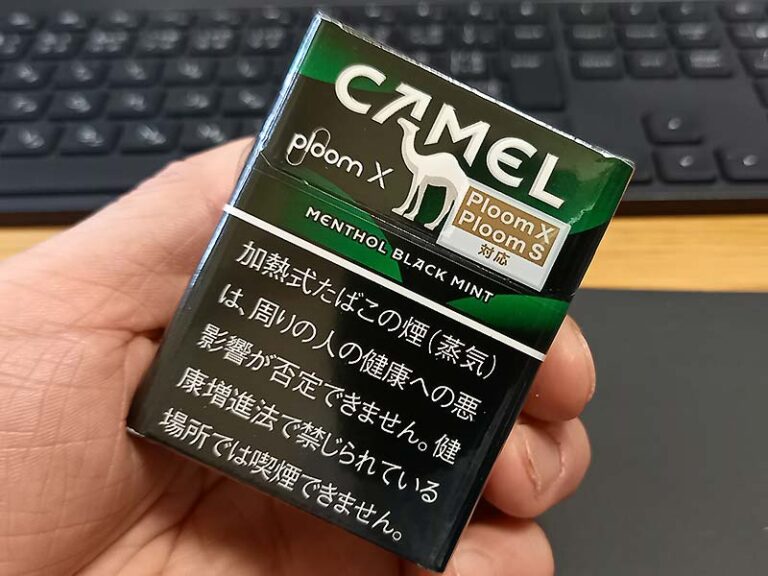 CAMEL
ploom X
Ploom X
Ploom S
対応
MENTHOL BLACK MINT
加熱式たばこの煙(蒸気)
は、周りの人の健康への悪
影響が否定できません。健
康増進法で禁じられている
場所では喫煙できません。